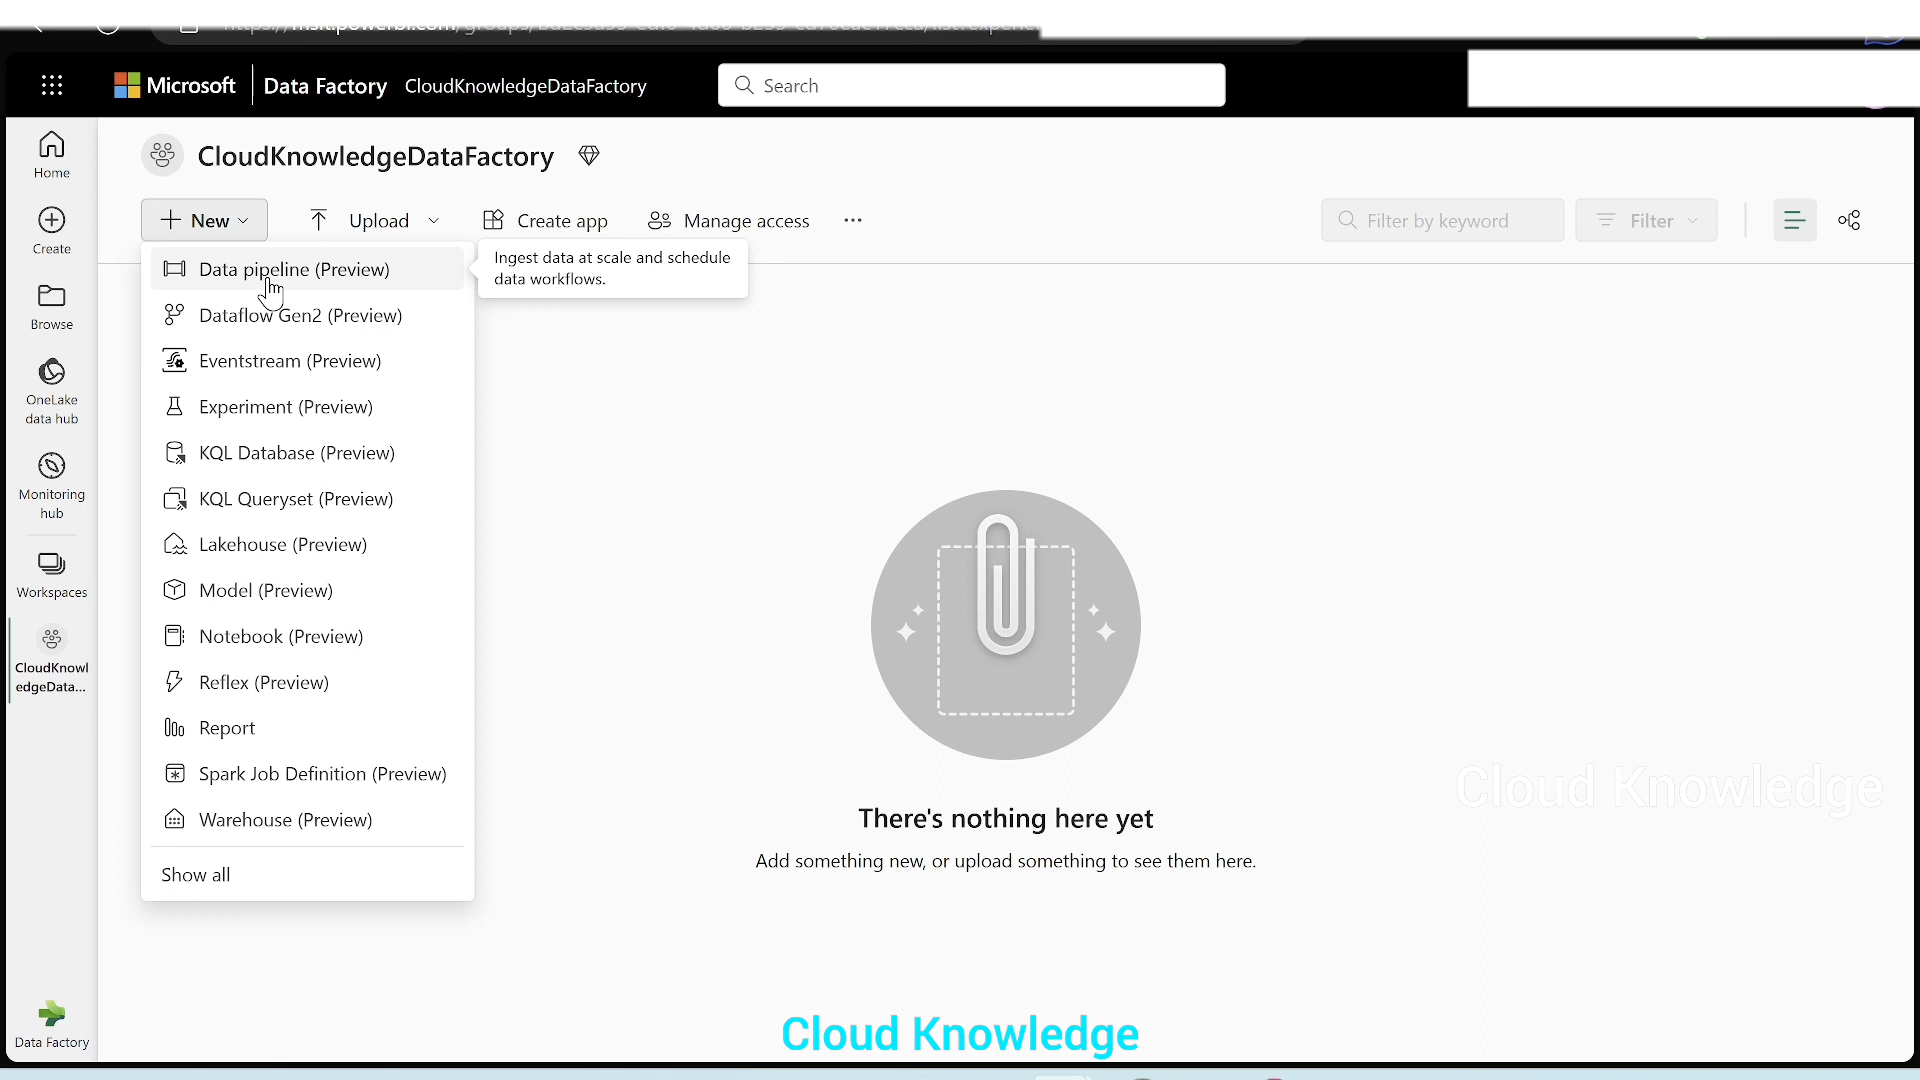 Microsoft
Data Factory
CloudKnowledgeDataFactory
Search
Home
Create
Browse
OneLake
data hub
Monitoring
hub
Workspaces
CloudKnowl
edgeData...
Data Factory
CloudKnowledgeDataFactory
New
Upload
Create app
Manage access
Filter by keyword
Filter
Data pipeline (Preview)
Ingest data at scale and schedule
data workflows.
Dataflow Gen2 (Preview)
Eventstream (Preview)
Experiment (Preview)
KQL Database (Preview)
KQL Queryset (Preview)
Lakehouse (Preview)
Model (Preview)
Notebook (Preview)
Reflex (Preview)
Report
Spark Job Definition (Preview)
Warehouse (Preview)
Show all
There's nothing here yet
Add something new, or upload something to see them here.
Cloud Knowledge
Cloud Knowledge